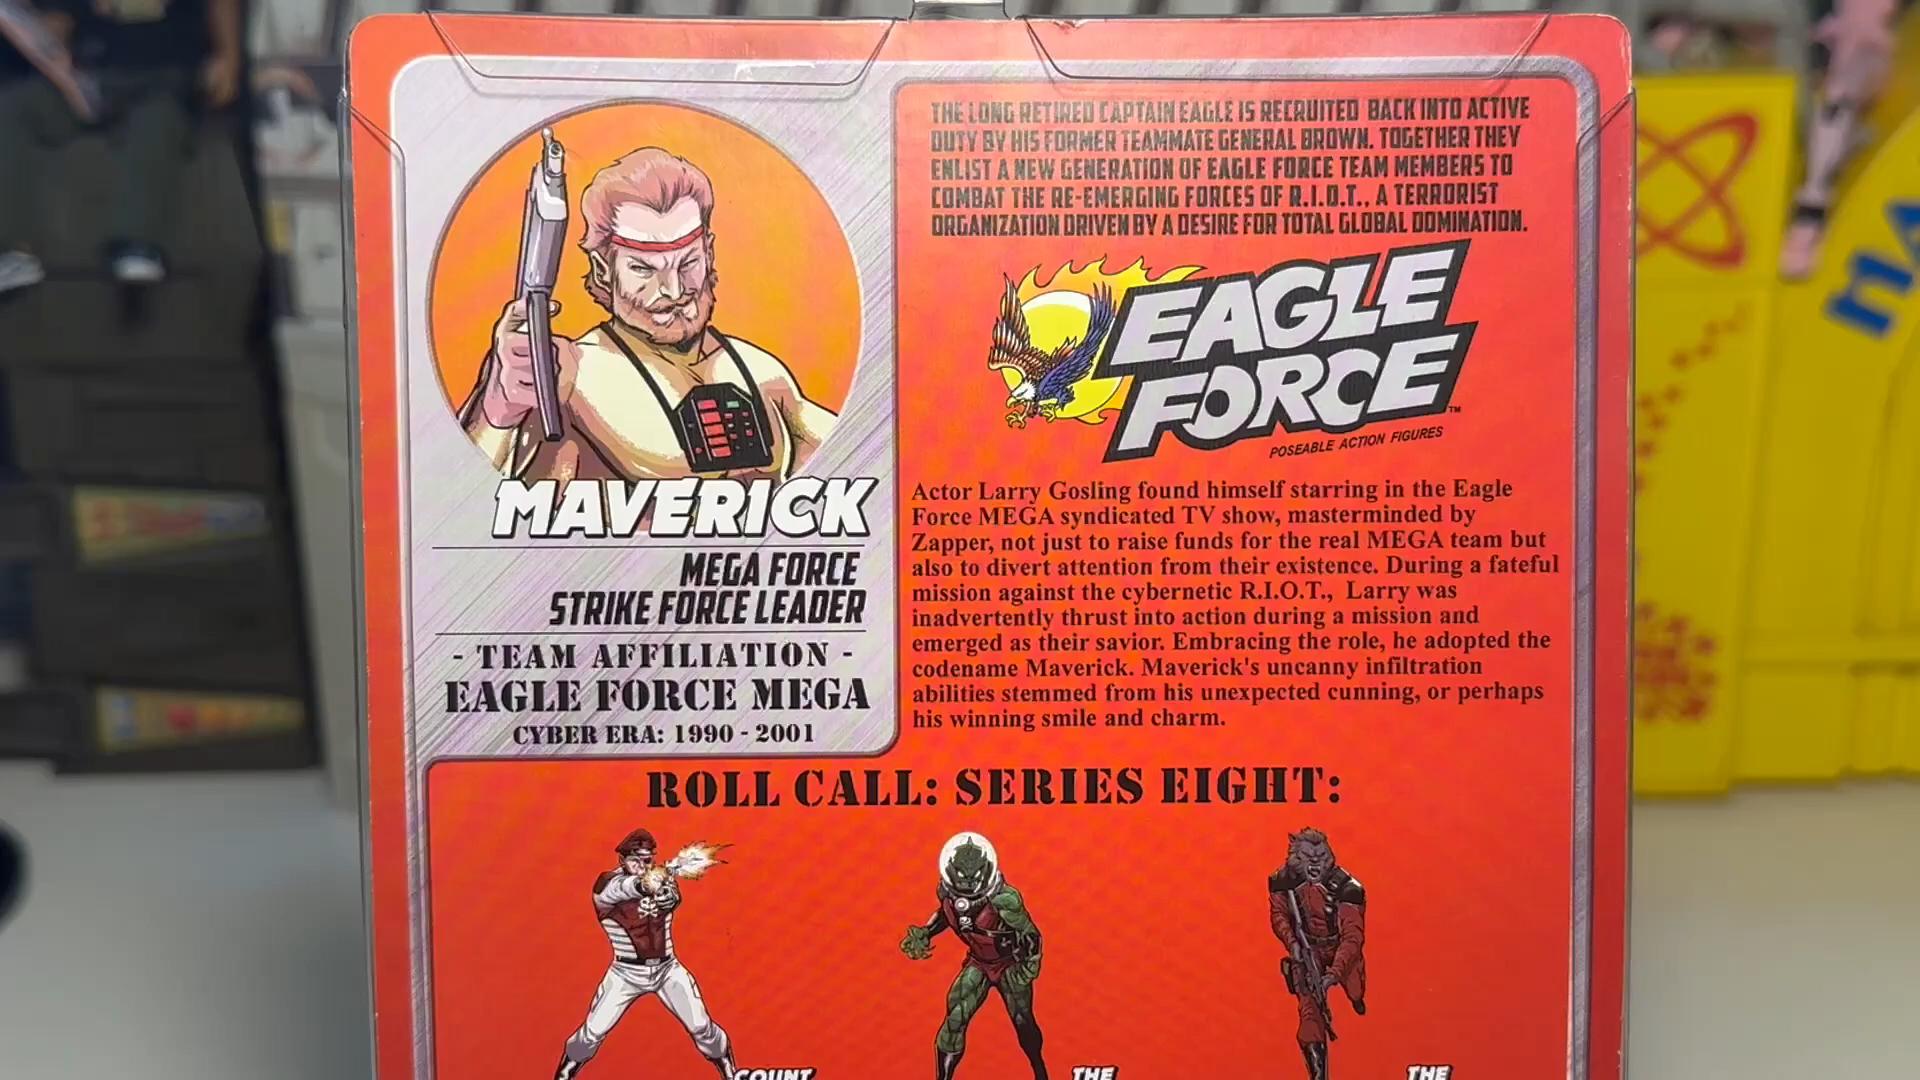 THE LONG RETIRED CAPTAIN EAGLE IS RECRUITED BACK INTO ACTIVE
DUTY BY HIS FORMER TEAMMATE GENERAL BROWN. TOGETHER THEY
ENLIST A NEW GENERATION OF EAGLE FORCE TEAM MEMBERS TO
COMBAT THE RE-EMERGING FORCES OF R.I.O.T., A TERRORIST
ORGANIZATION DRIVEN BY A DESIRE FOR TOTAL GLOBAL DOMINATION.
EAGLE
FORCE™
POSEABLE ACTION FIGURES
MAVERICK
MEGA FORCE
STRIKE FORCE LEADER
- TEAM AFFILIATION -
EAGLE FORCE MEGA
CYBER ERA: 1990 - 2001
Actor Larry Gosling found himself starring in the Eagle
Force MEGA syndicated TV show, masterminded by
Zapper, not just to raise funds for the real MEGA team but
also to divert attention from their existence. During a fateful
mission against the cybernetic R.I.O.T., Larry was
inadvertently thrust into action during a mission and
emerged as their savior. Embracing the role, he adopted the
codename Maverick. Maverick's uncanny infiltration
abilities stemmed from his unexpected cunning, or perhaps
his winning smile and charm.
ROLL CALL: SERIES EIGHT:
COUNT
THE
THE